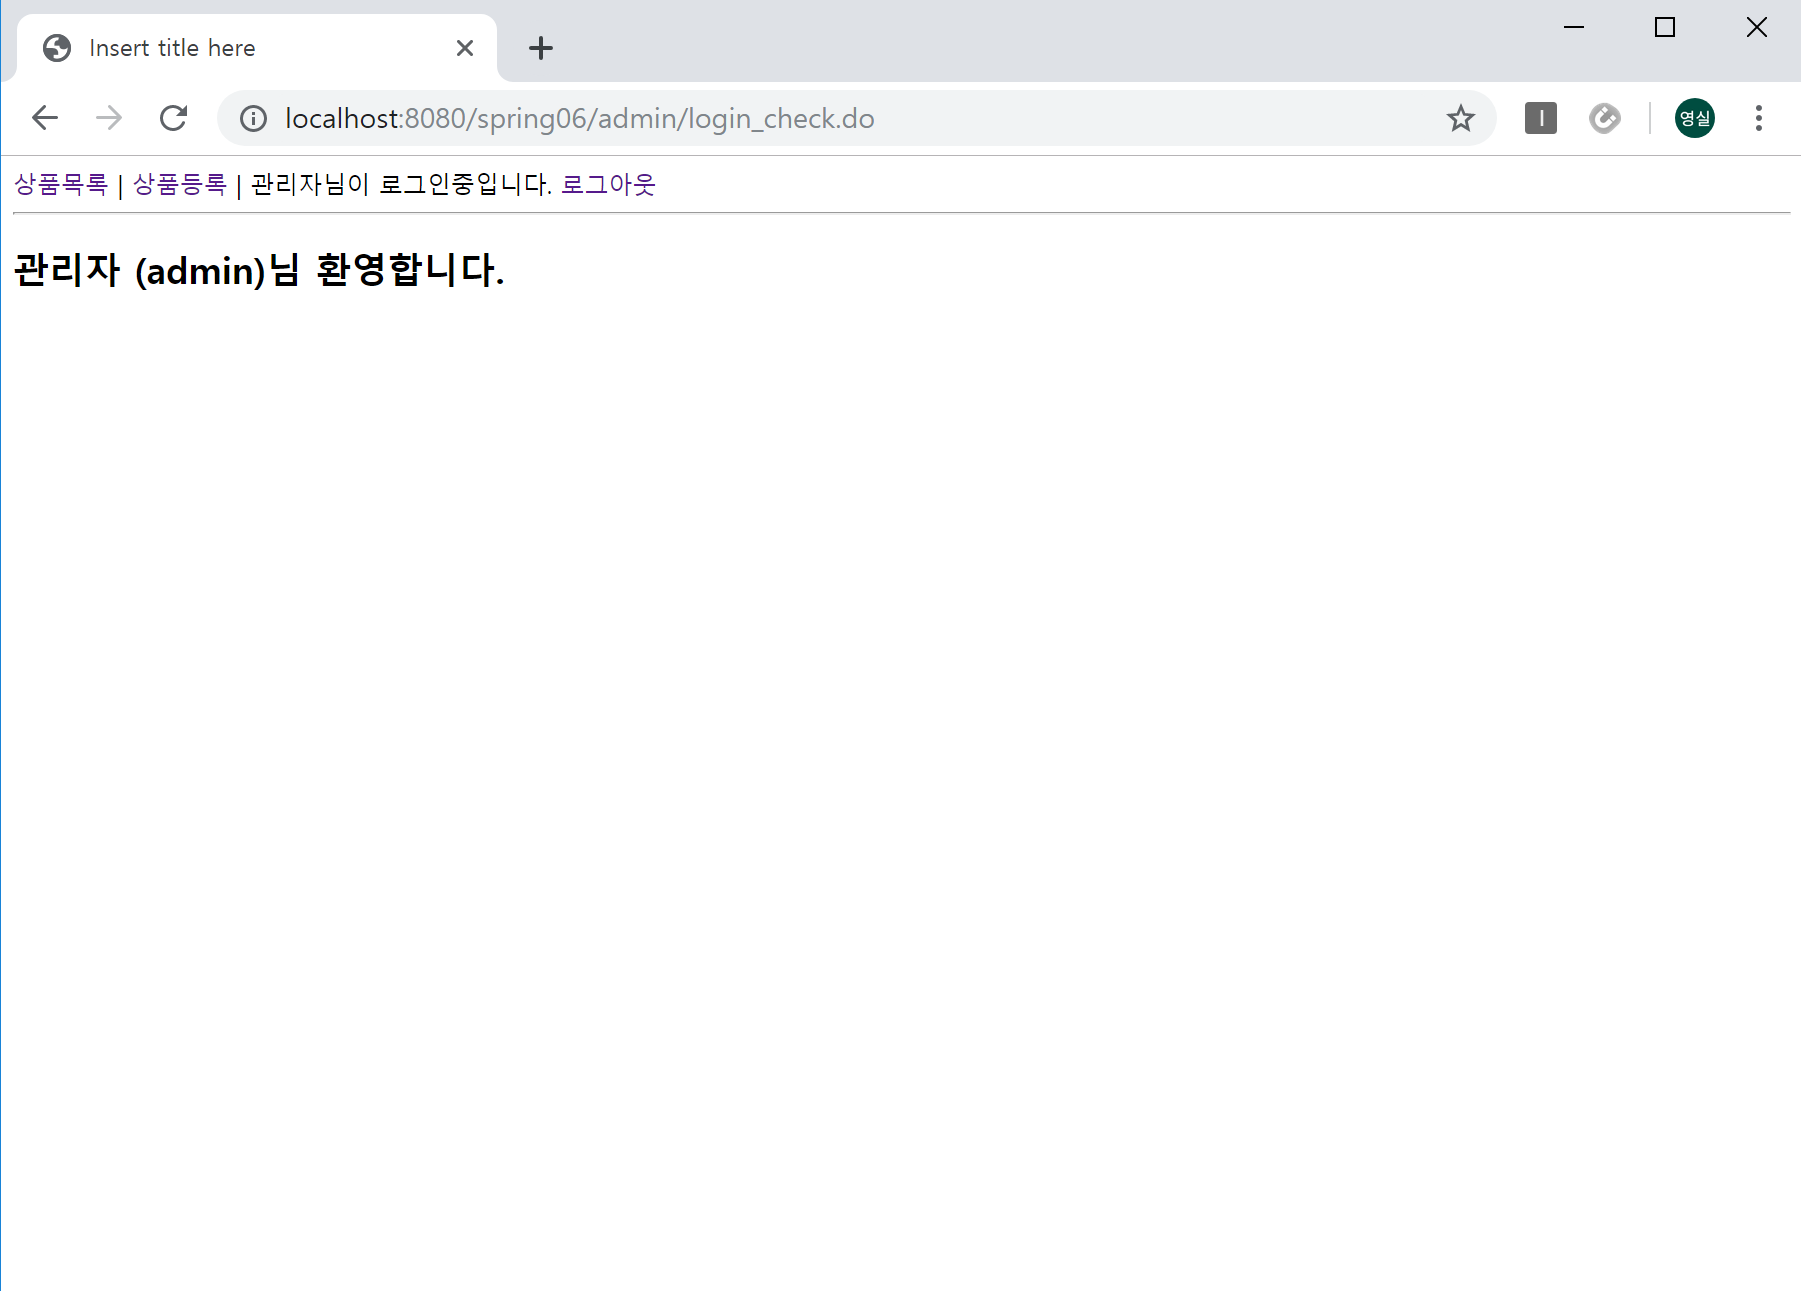 Insert title here
localhost:8080/spring06/admin/login_check.do
영실
상품목록 | 상품등록 | 관리자님이 로그인중입니다. 로그아웃
관리자 (admin)님 환영합니다.